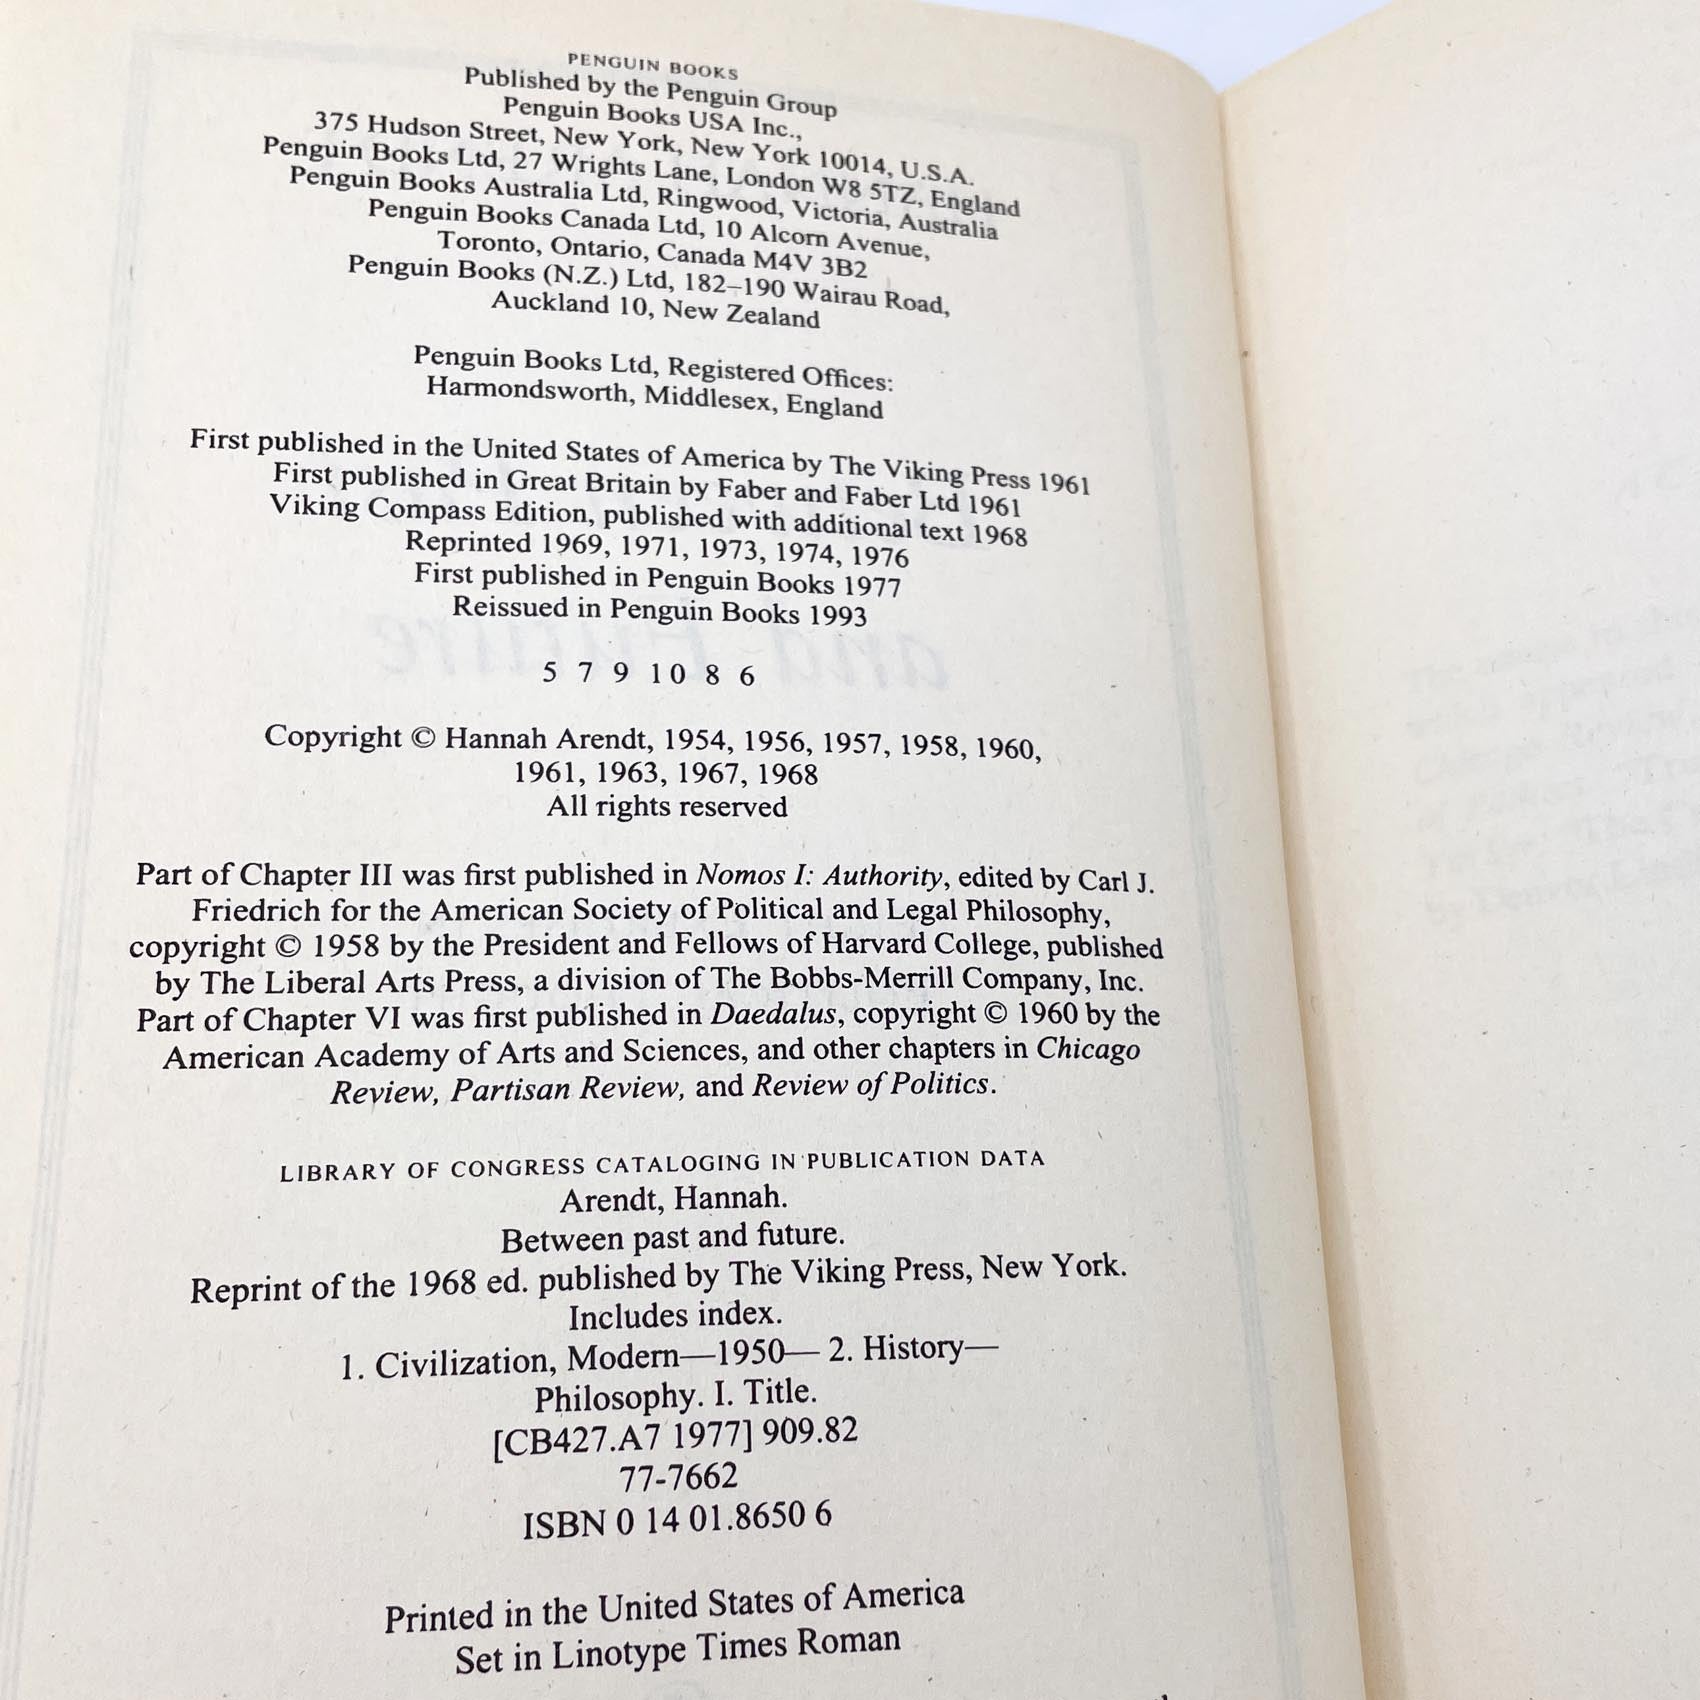 PENGUIN BOOKS
Published by the Penguin Group
Penguin Books USA Inc.,
375 Hudson Street, New York, New York 10014, U.S.A.
Penguin Books Ltd, 27 Wrights Lane, London W8 5TZ, England
Penguin Books Australia Ltd, Ringwood, Victoria, Australia
Penguin Books Canada Ltd, 10 Alcorn Avenue,
Toronto, Ontario, Canada M4V 3B2
Penguin Books (N.Z.) Ltd, 182–190 Wairau Road,
Auckland 10, New Zealand
Penguin Books Ltd, Registered Offices:
Harmondsworth, Middlesex, England
First published in the United States of America by The Viking Press 1961
First published in Great Britain by Faber and Faber Ltd 1961
Viking Compass Edition, published with additional text 1968
Reprinted 1969, 1971, 1973, 1974, 1976
First published in Penguin Books 1977
Reissued in Penguin Books 1993
5 7 9 10 8 6
Copyright © Hannah Arendt, 1954, 1956, 1957, 1958, 1960,
1961, 1963, 1967, 1968
All rights reserved
Part of Chapter III was first published in Nomos I: Authority, edited by Carl J.
Friedrich for the American Society of Political and Legal Philosophy,
copyright © 1958 by the President and Fellows of Harvard College, published
by The Liberal Arts Press, a division of The Bobbs-Merrill Company, Inc.
Part of Chapter VI was first published in Daedalus, copyright © 1960 by the
American Academy of Arts and Sciences, and other chapters in Chicago
Review, Partisan Review, and Review of Politics.
LIBRARY OF CONGRESS CATALOGING IN PUBLICATION DATA
Arendt, Hannah.
Between past and future.
Reprint of the 1968 ed. published by The Viking Press, New York.
Includes index.
1. Civilization, Modern—1950— 2. History—
Philosophy. I. Title.
[CB427.A7 1977] 909.82
77-7662
ISBN 0 14 01.8650 6
Printed in the United States of America
Set in Linotype Times Roman